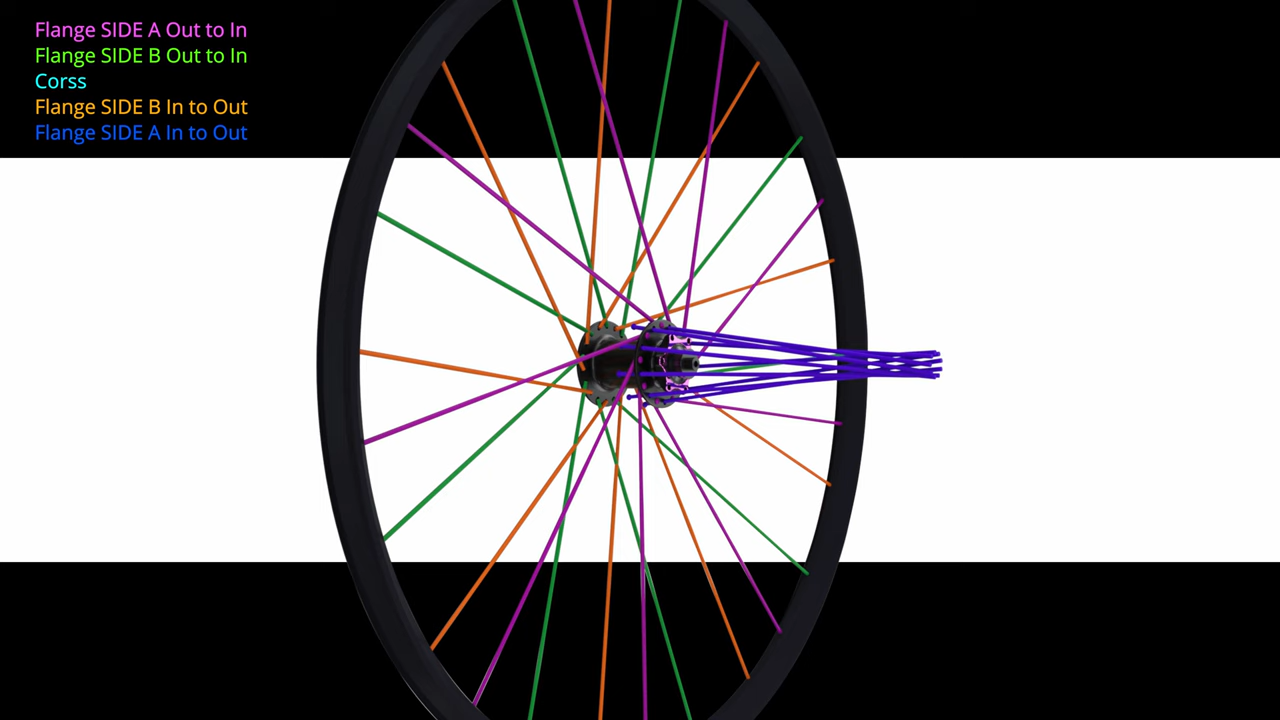 Flange SIDE A Out to In
Flange SIDE B Out to In
Corss
Flange SIDE B In to Out
Flange SIDE A In to Out